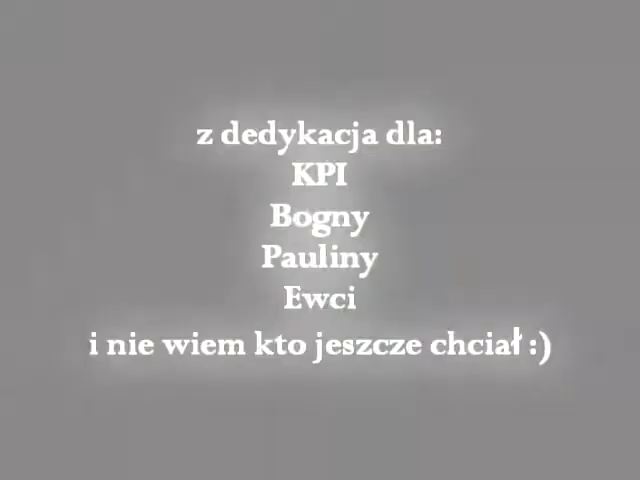 z dedykacja dla:
KPI
Bogny
Pauliny
Ewci
i nie wiem kto jeszcze chciał :)